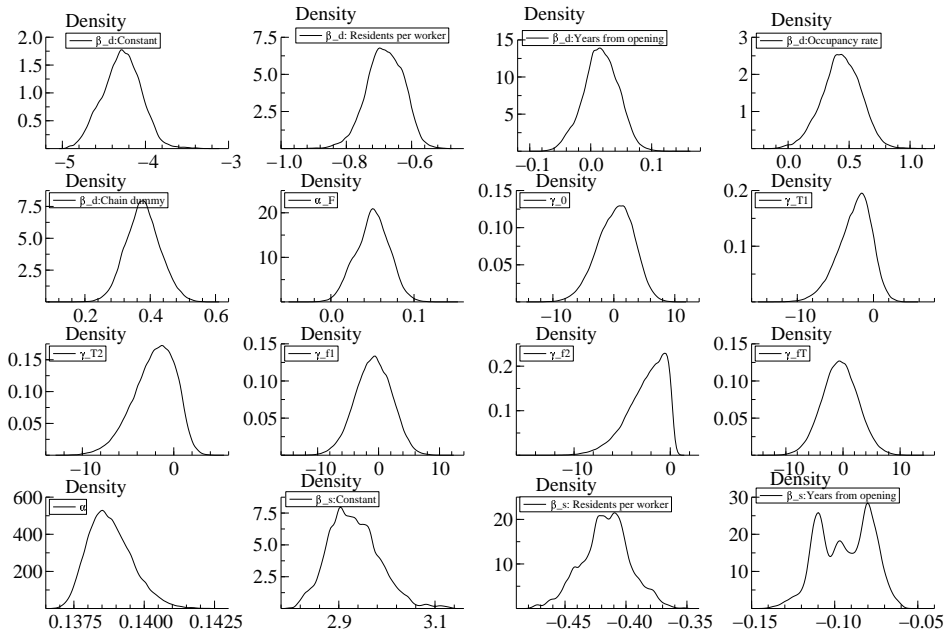 Density Density Density Density
2.0 β_d:Constant 7.5 β_d: Residents per worker 15 β_d:Years from opening 3 β_d:Occupancy rate
1.5 5.0 10 2
1.0 2.5 5 1
0.5
−5 −4 −3 −1.0 −0.8 −0.6 −0.1 0.0 0.1 0.0 0.5 1.0
Density Density Density Density
7.5 β_d:Chain dummy 20 α_F 0.15 γ_0 0.2 γ_T1
5.0 10 0.10 0.1
2.5 0.05
0.2 0.4 0.6 0.0 0.1 −10 0 10 −10 0
Density Density Density Density
0.15 γ_T2 0.15 γ_f1 0.2 γ_f2 0.15 γ_fT
0.10 0.10 0.1 0.10
0.05 0.05 0.05
−10 0 −10 0 10 −10 0 −10 0 10
Density Density Density Density
600 α 7.5 β_s:Constant 20 β_s: Residents per worker 30 β_s:Years from opening
400 5.0 10 20
200 2.5 10
0.1375 0.1400 0.1425 2.9 3.1 −0.45 −0.40 −0.35 −0.15 −0.10 −0.05